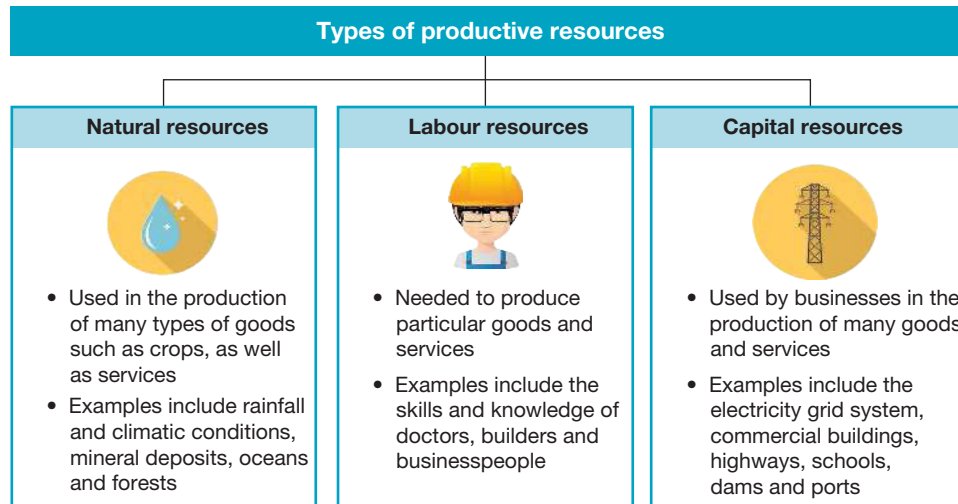 Types of productive resources
Natural resources
• Used in the production
of many types of goods
such as crops, as well
as services
• Examples include rainfall
and climatic conditions,
mineral deposits, oceans
and forests
Labour resources
• Needed to produce
particular goods and
services
• Examples include the
skills and knowledge of
doctors, builders and
businesspeople
Capital resources
• Used by businesses in the
production of many goods
and services
• Examples include the
electricity grid system,
commercial buildings,
highways, schools,
dams and ports